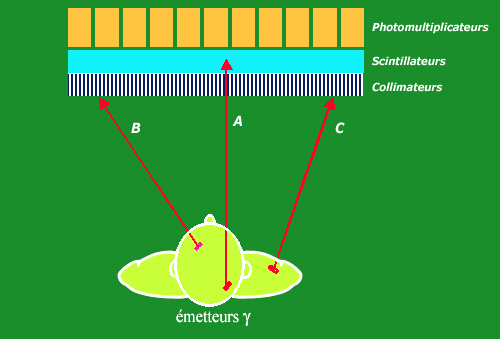 Photomultiplicateurs
Scintillateurs
Collimateurs
B
A
C
émetteurs γ